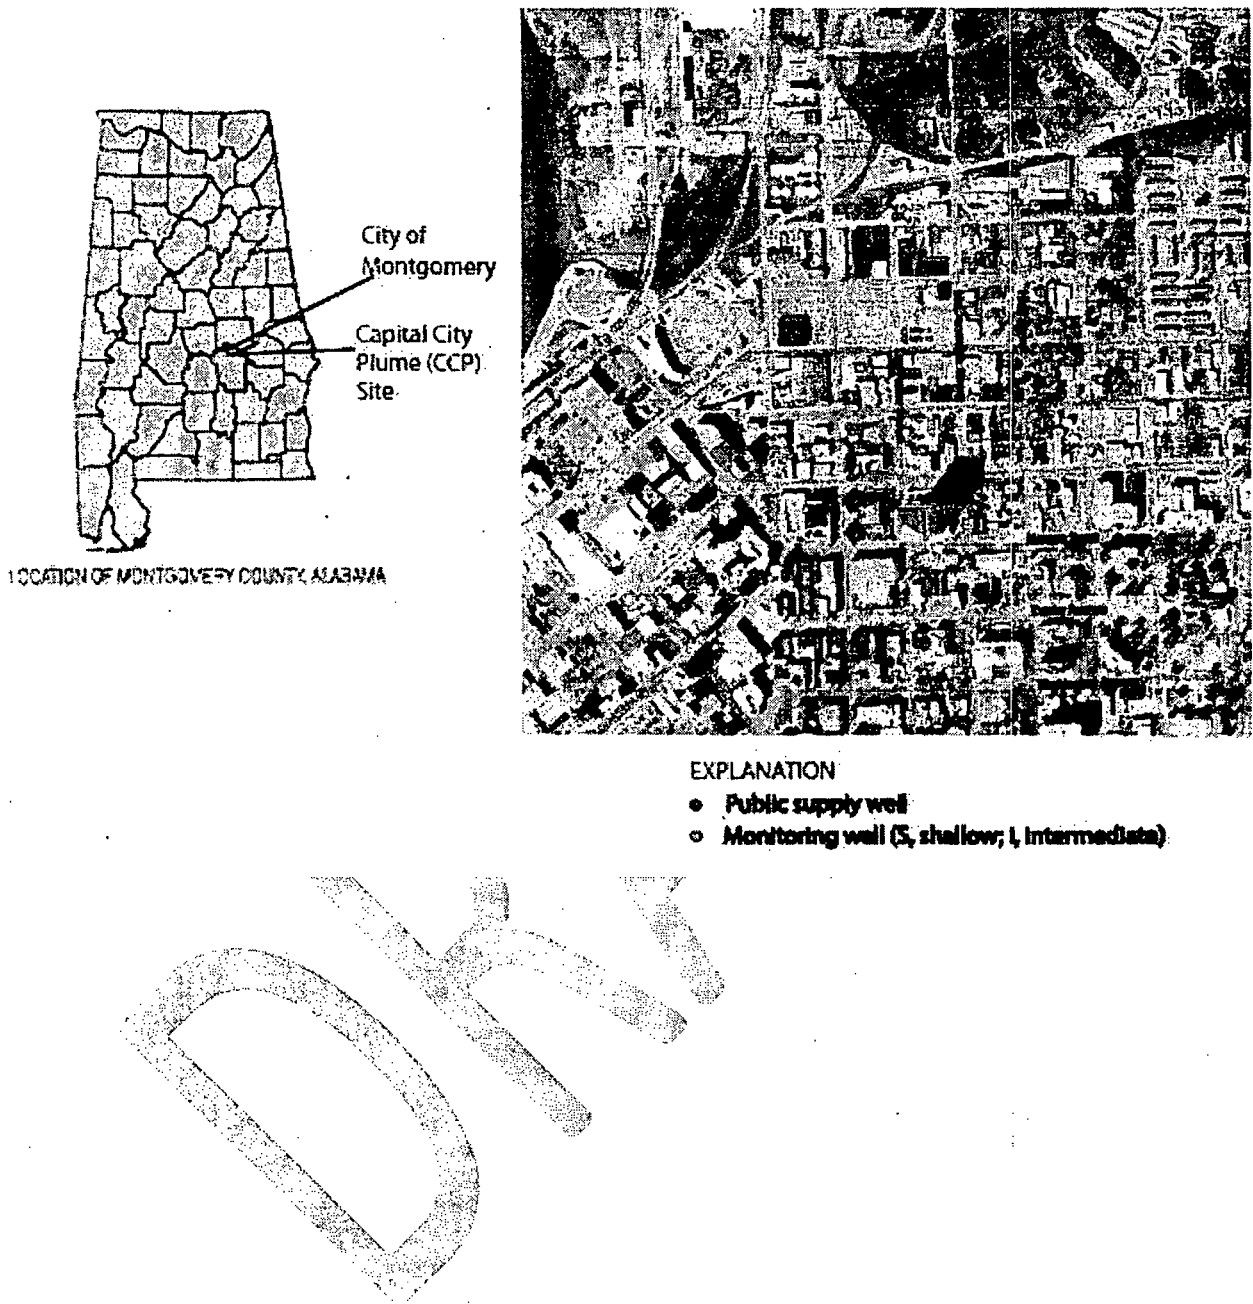 City of
Montgomery
Capital City
Plume (CCP)
Site
LOCATION OF MONTGOMERY COUNTY, ALABAMA
EXPLANATION
Public supply well
Monitoring well (S, shallow; I, intermediate)